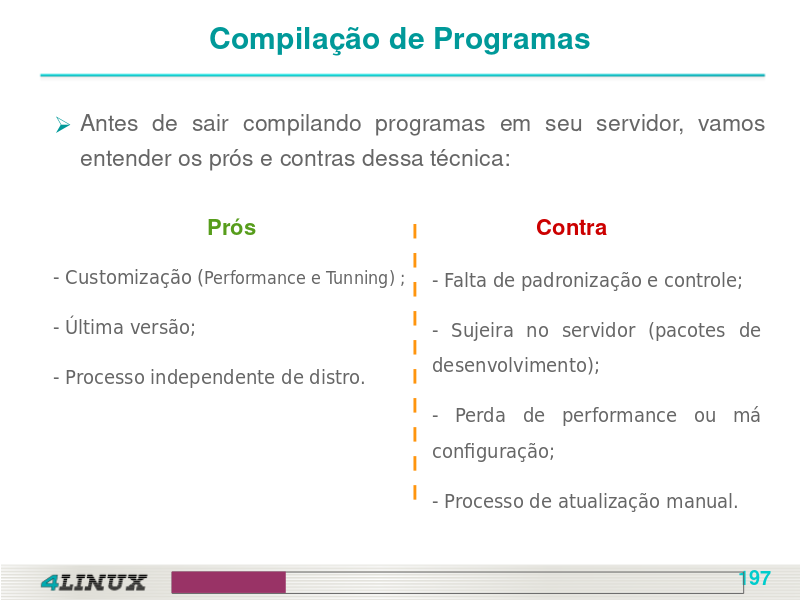 Compilação de Programas
Antes de sair compilando programas em seu servidor, vamos
entender os prós e contras dessa técnica:
Prós
- Customização (Performance e Tunning) ;
- Última versão;
- Processo independente de distro.
Contra
- Falta de padronização e controle;
- Sujeira no servidor (pacotes de
desenvolvimento);
- Perda de performance ou má
configuração;
- Processo de atualização manual.
4LINUX
197